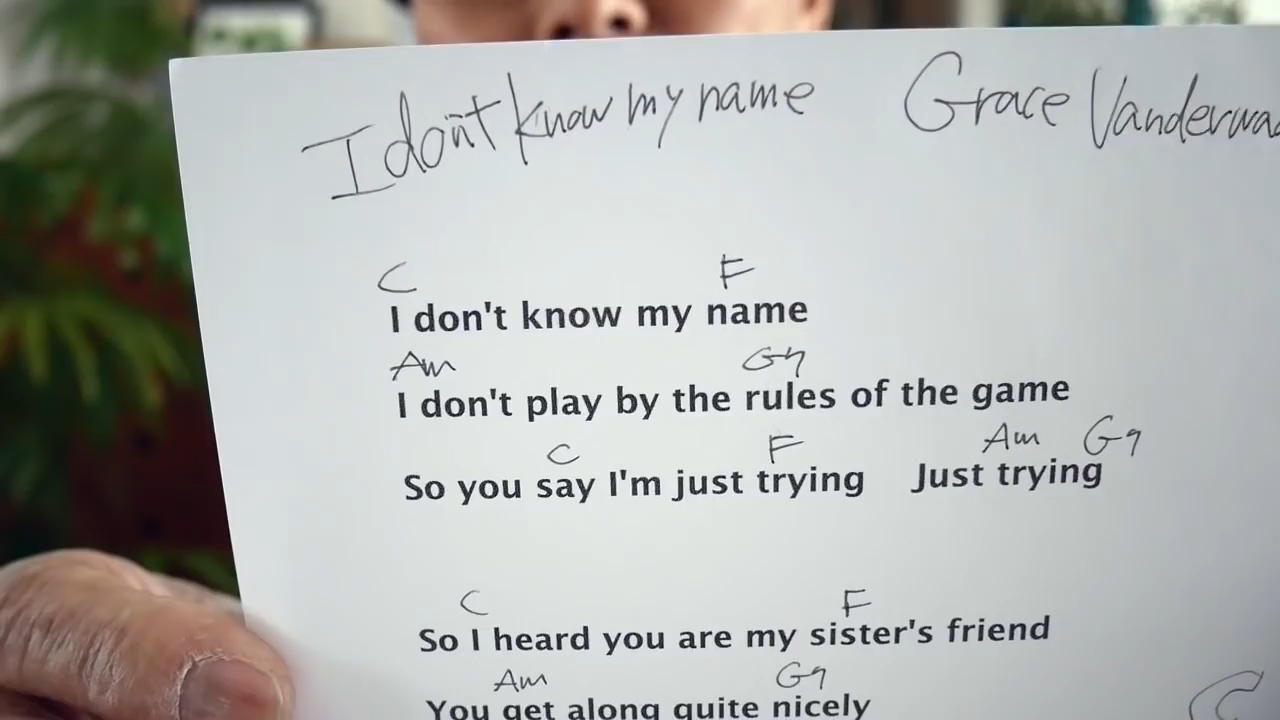 I don't know my name Grace Vanderwa
C F
I don't know my name
Am G7
I don't play by the rules of the game
C F Am G7
So you say I'm just trying Just trying
C F
So I heard you are my sister's friend
Am G7
You get along quite nicely
C